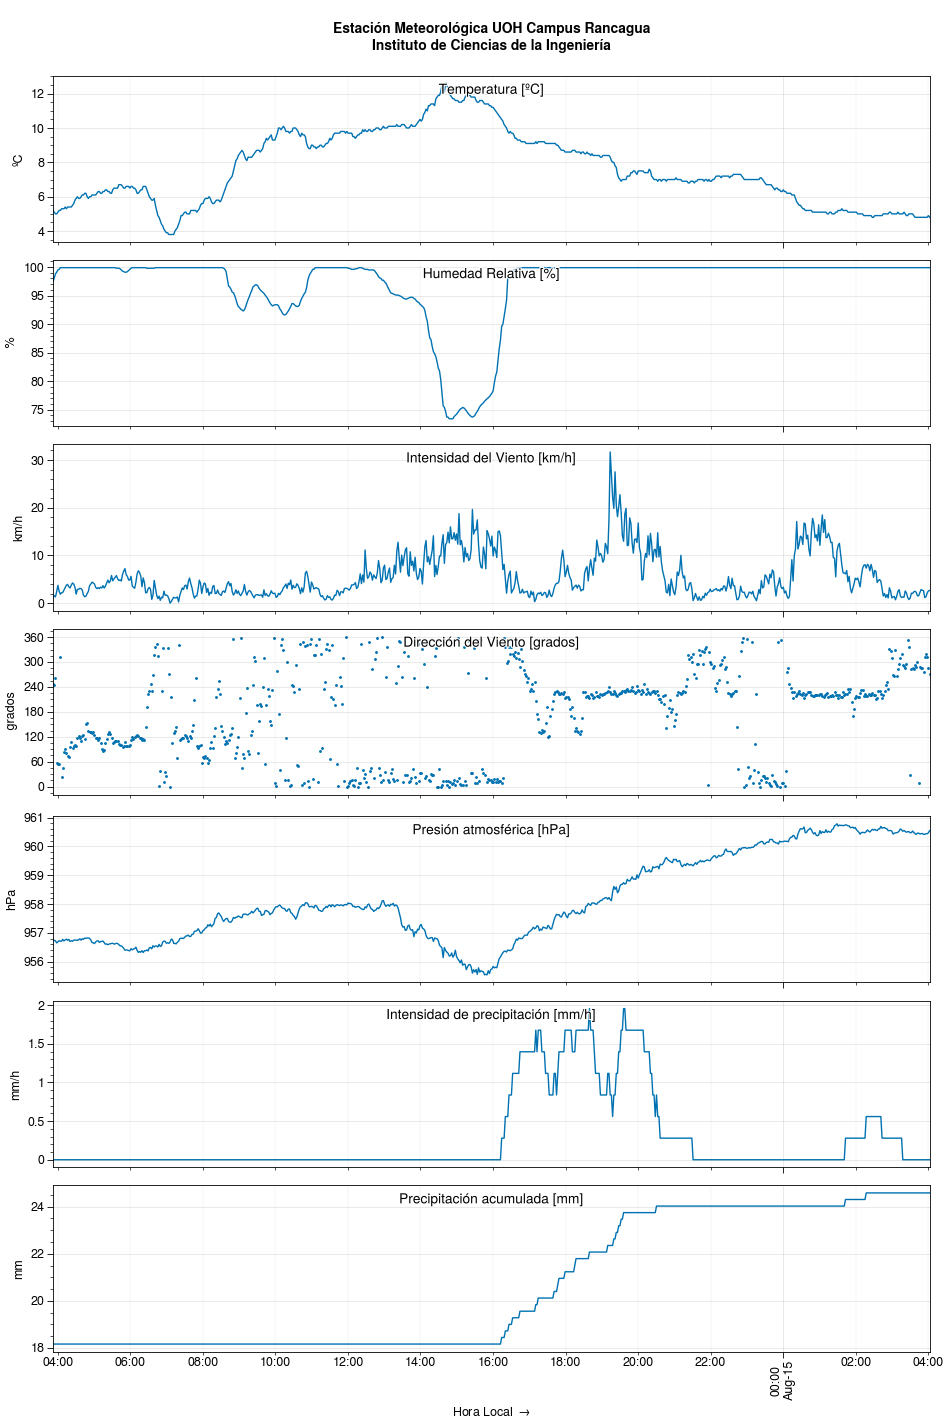 Estación Meteorológica UOH Campus Rancagua
Instituto de Ciencias de la Ingeniería
Temperatura [ºC]
ºC
12
10
8
6
4
Humedad Relativa [%]
%
100
95
90
85
80
75
Intensidad del Viento [km/h]
km/h
30
20
10
0
Dirección del Viento [grados]
grados
360
300
240
180
120
60
0
Presión atmosférica [hPa]
hPa
961
960
959
958
957
956
Intensidad de precipitación [mm/h]
mm/h
2
1.5
1
0.5
0
Precipitación acumulada [mm]
mm
24
22
20
18
04:00 06:00 08:00 10:00 12:00 14:00 16:00 18:00 20:00 22:00 00:00 02:00 04:00
Aug-15
Hora Local →